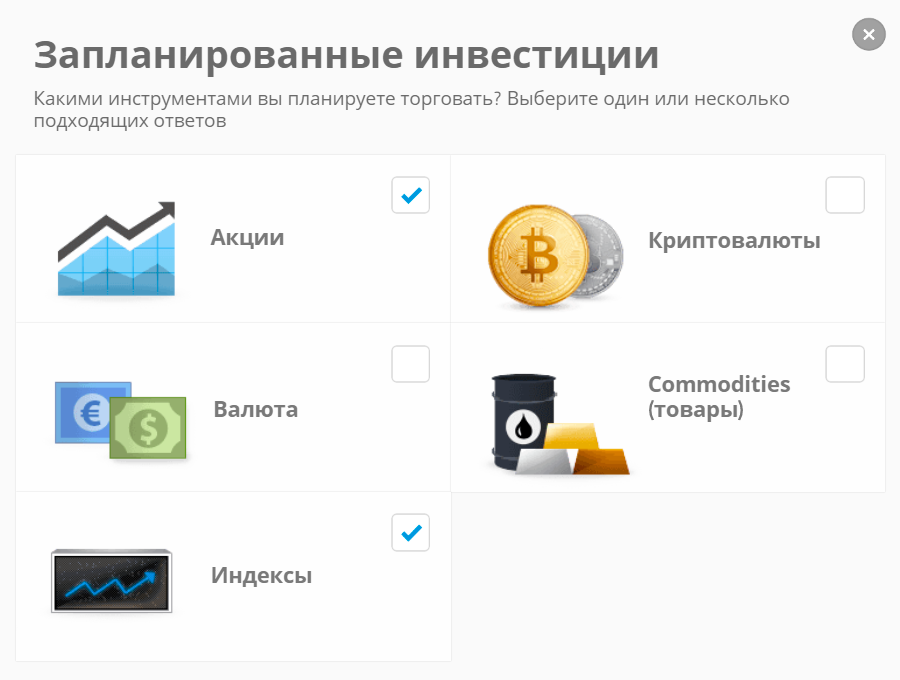 Запланированные инвестиции
Какими инструментами вы планируете торговать? Выберите один или несколько
подходящих ответов
Акции
Криптовалюты
Валюта
Commodities
(товары)
Индексы